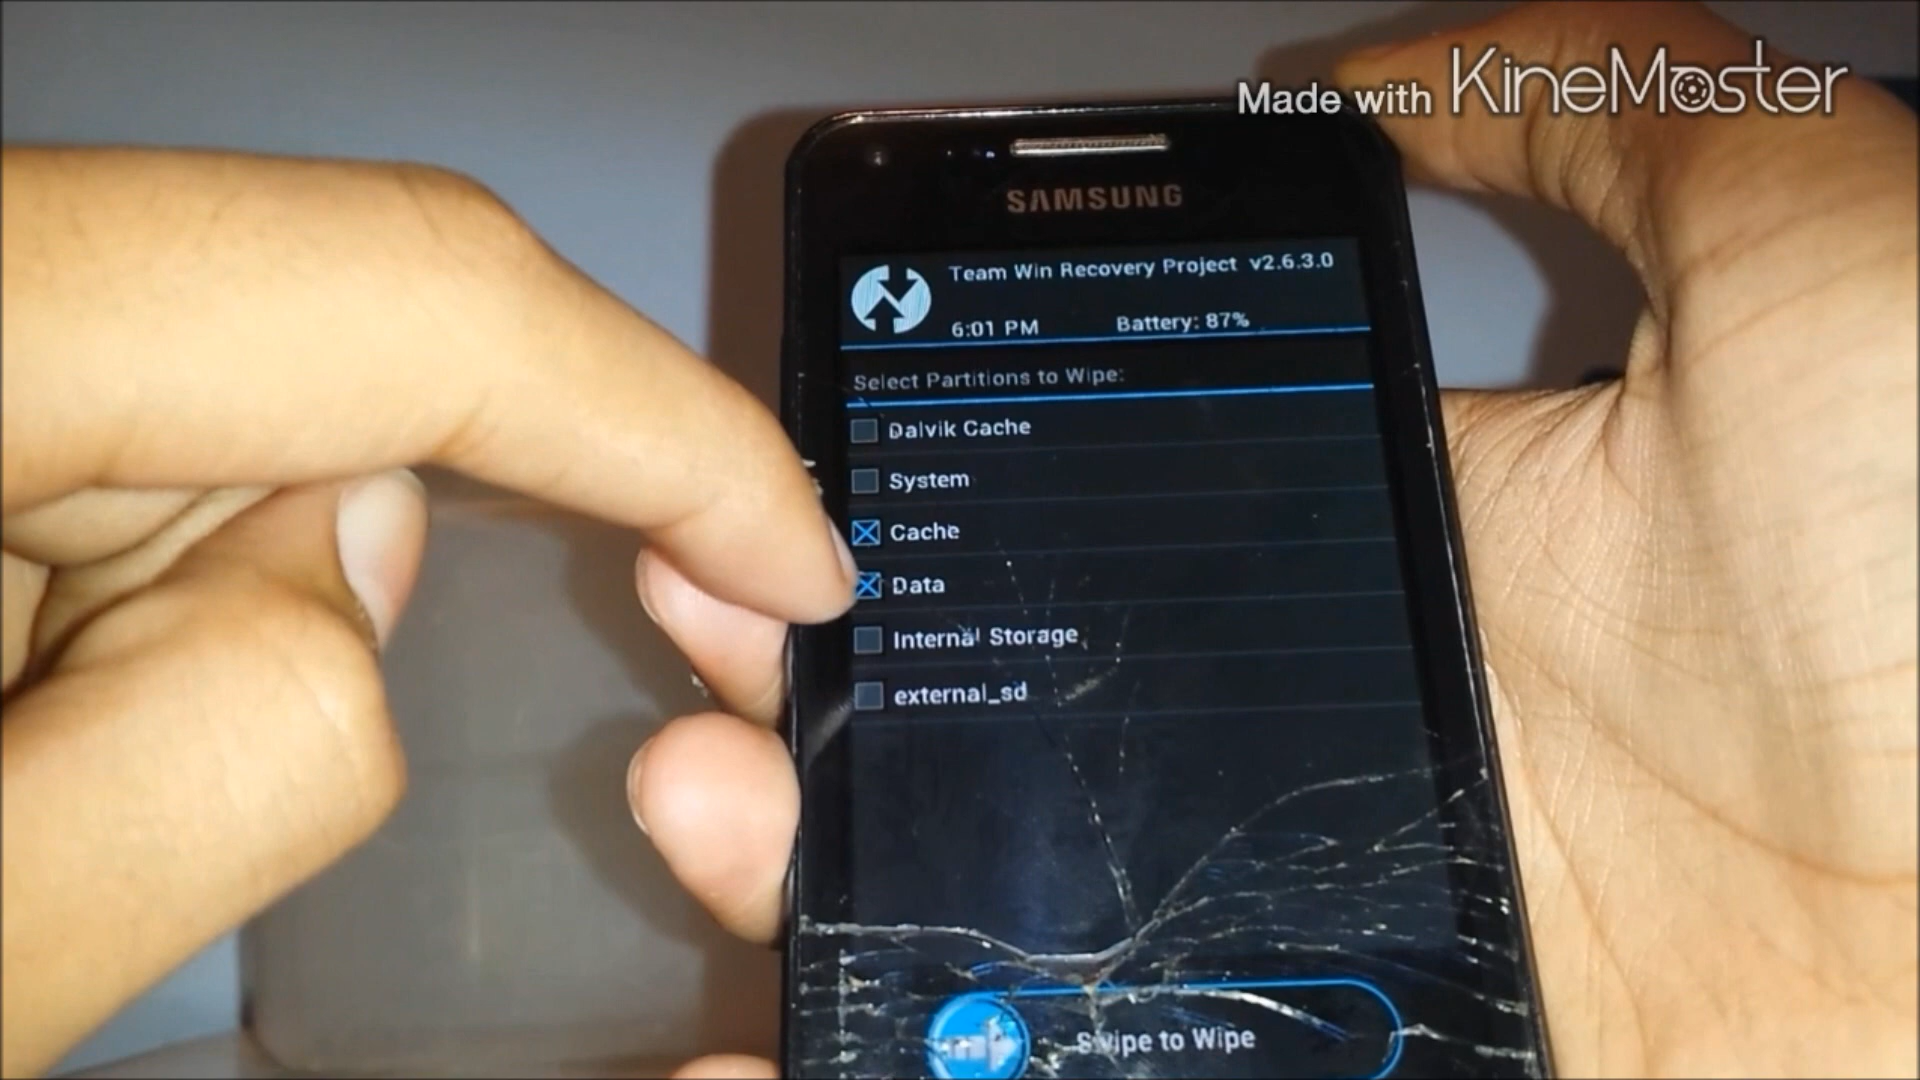 Made with KineMaster
SAMSUNG
Team Win Recovery Project v2.6.3.0
6:01 PM Battery: 87%
Select Partitions to Wipe:
Dalvik Cache
System
Cache
Data
Internal Storage
external_sd
Swipe to Wipe